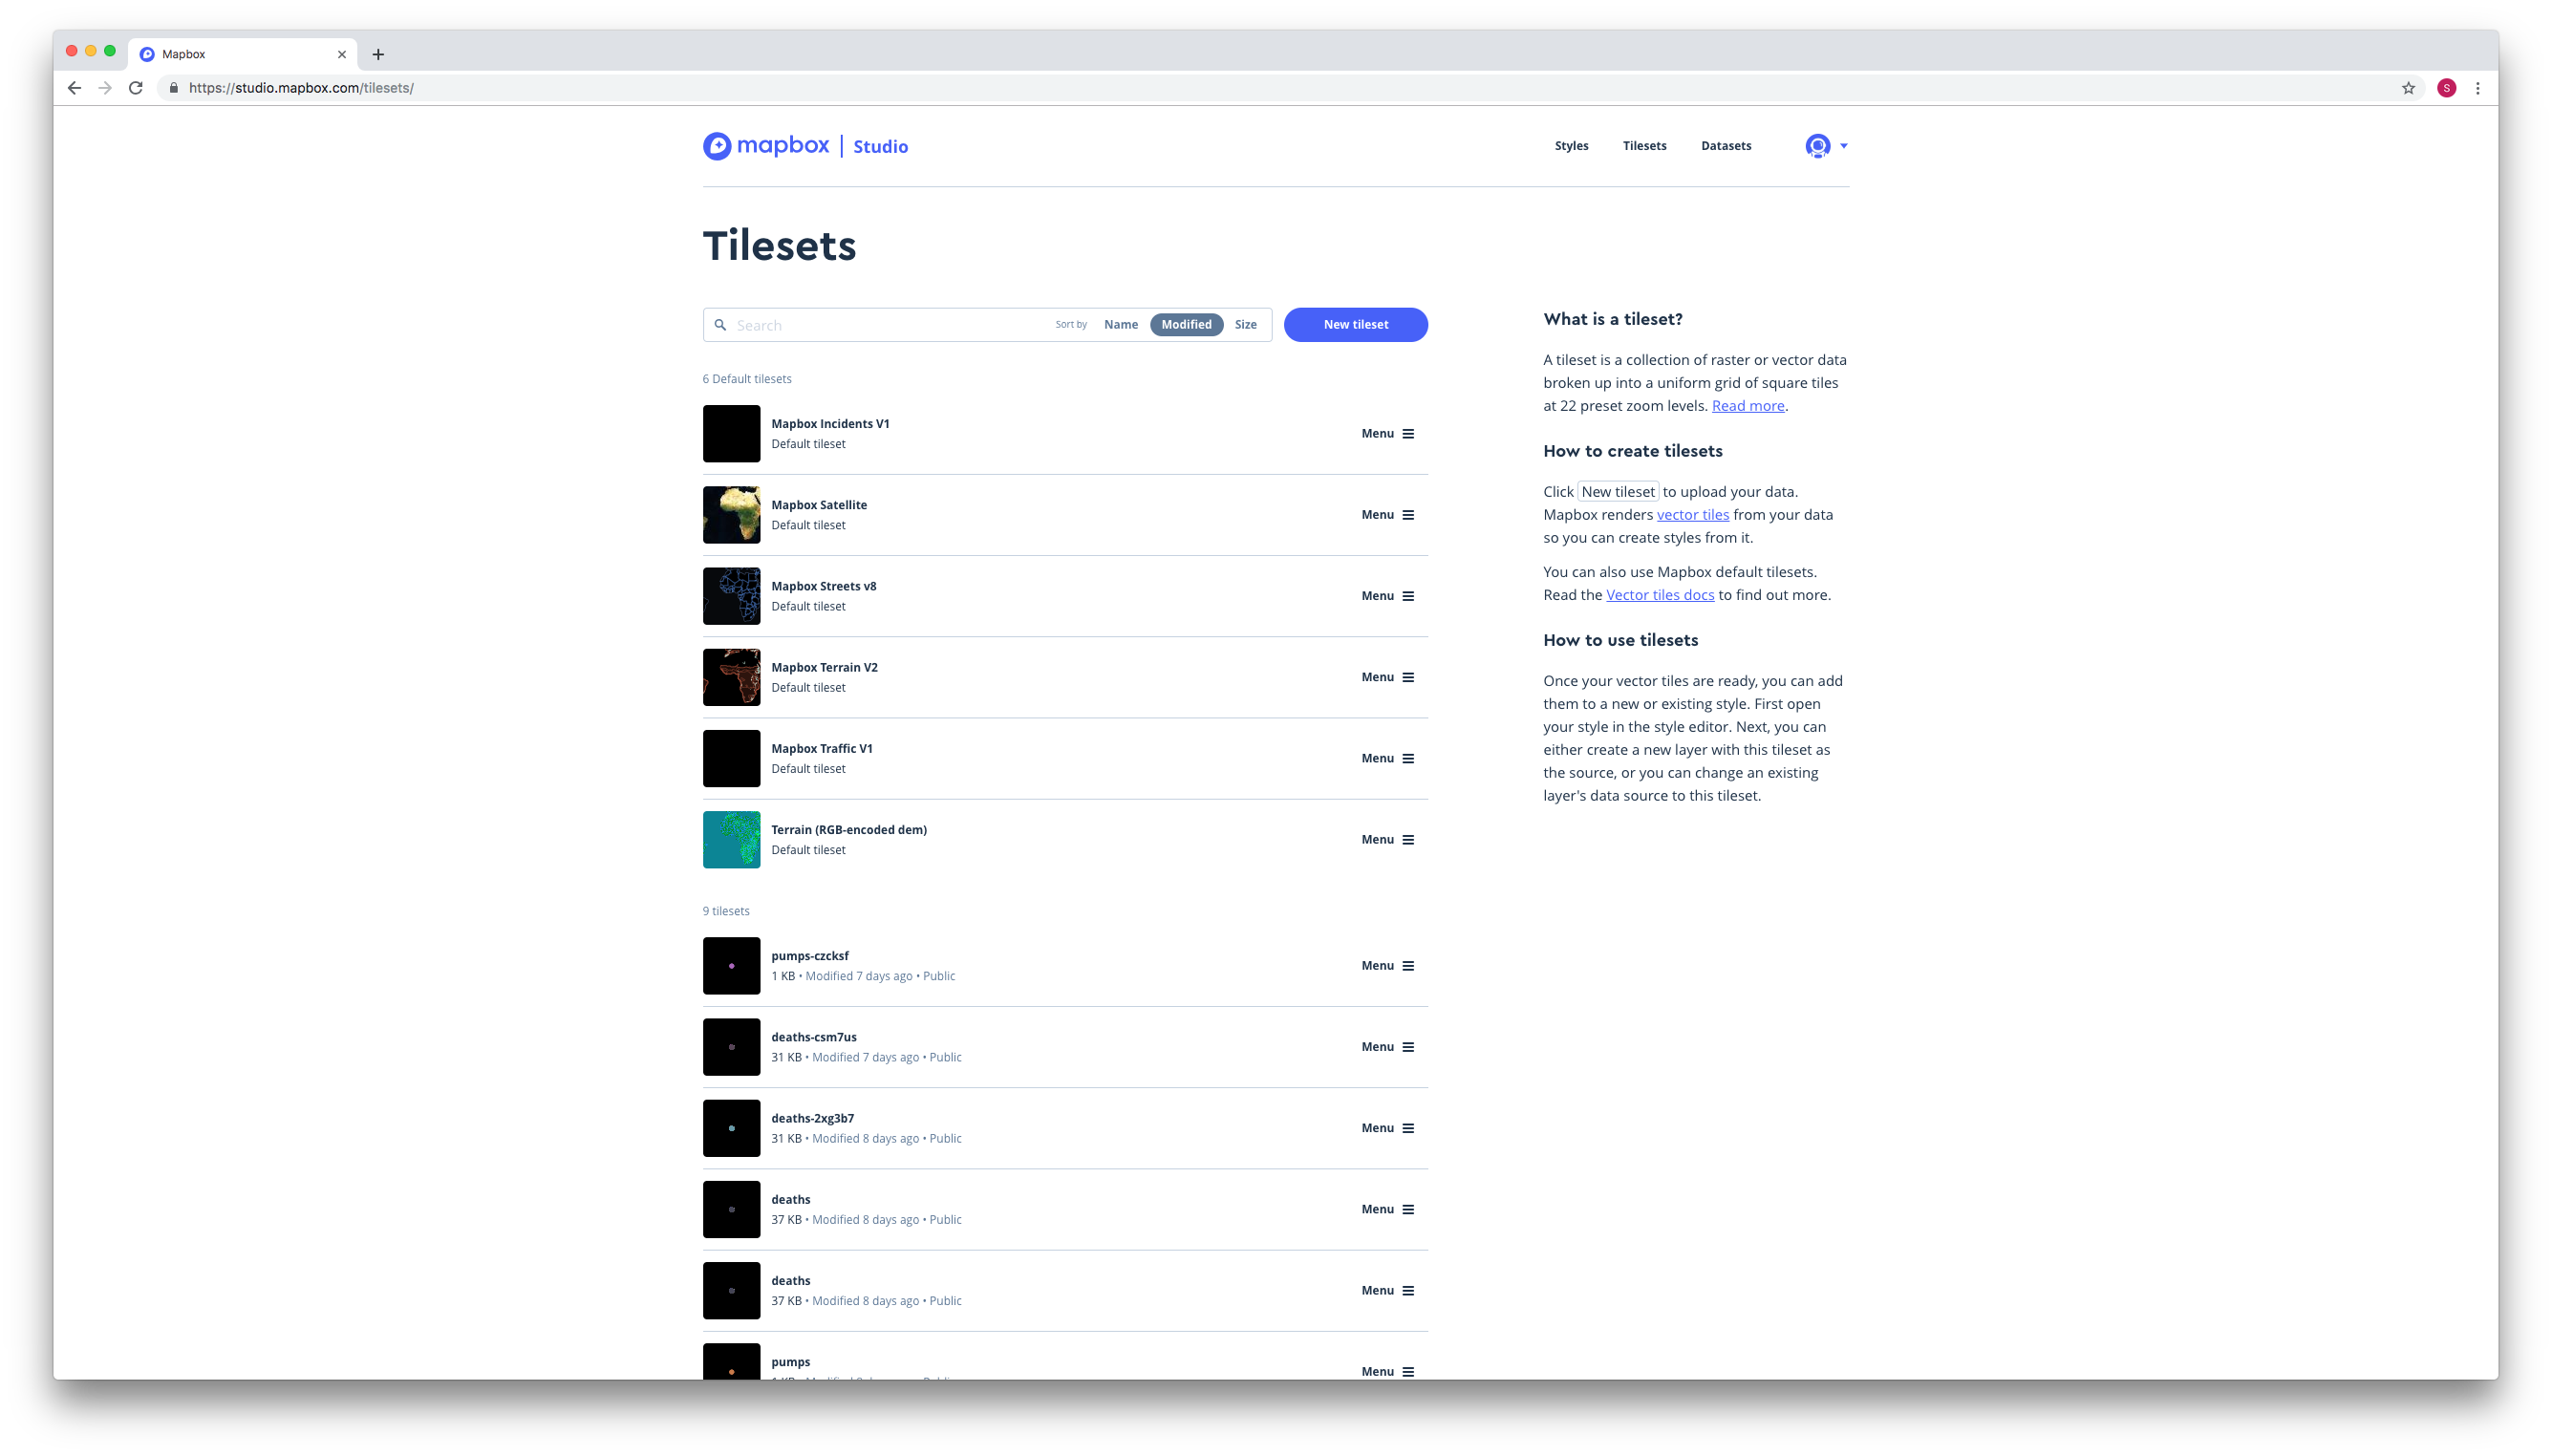 Mapbox
https://studio.mapbox.com/tilesets/
S
mapbox | Studio
Styles
Tilesets
Datasets
Tilesets
Search
Sort by
Name
Modified
Size
New tileset
6 Default tilesets
Mapbox Incidents V1
Default tileset
Menu
Mapbox Satellite
Default tileset
Menu
Mapbox Streets v8
Default tileset
Menu
Mapbox Terrain V2
Default tileset
Menu
Mapbox Traffic V1
Default tileset
Menu
Terrain (RGB-encoded dem)
Default tileset
Menu
9 tilesets
pumps-czcksf
1 KB • Modified 7 days ago • Public
Menu
deaths-csm7us
31 KB • Modified 7 days ago • Public
Menu
deaths-2xg3b7
31 KB • Modified 8 days ago • Public
Menu
deaths
37 KB • Modified 8 days ago • Public
Menu
deaths
37 KB • Modified 8 days ago • Public
Menu
pumps
Menu
What is a tileset?
A tileset is a collection of raster or vector data
broken up into a uniform grid of square tiles
at 22 preset zoom levels. Read more.
How to create tilesets
Click New tileset to upload your data.
Mapbox renders vector tiles from your data
so you can create styles from it.
You can also use Mapbox default tilesets.
Read the Vector tiles docs to find out more.
How to use tilesets
Once your vector tiles are ready, you can add
them to a new or existing style. First open
your style in the style editor. Next, you can
either create a new layer with this tileset as
the source, or you can change an existing
layer's data source to this tileset.